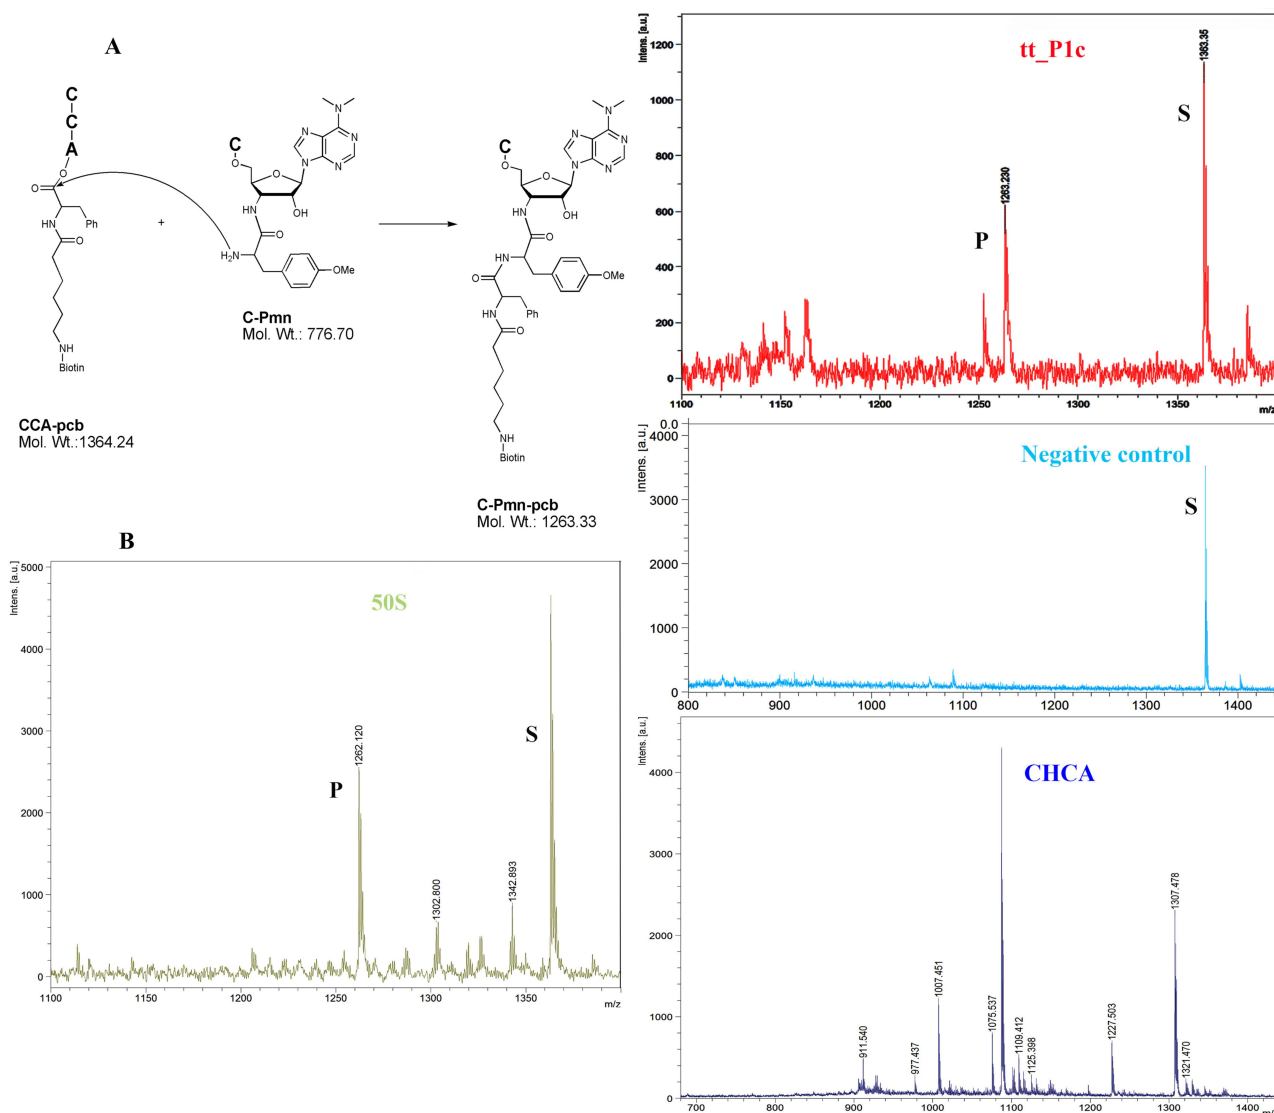 A
C
C
A
O
O
HN
Ph
O
NH
Biotin
CCA-pcb
Mol. Wt.:1364.24
+
N
N
N
N
N
C
O
O
HN
OH
O
H2N
OMe
C-Pmn
Mol. Wt.: 776.70
N
N
N
N
N
C
O
O
HN
OH
O
HN
O
OMe
HN
Ph
O
NH
Biotin
C-Pmn-pcb
Mol. Wt.: 1263.33
B
Intens. [a.u.]
5000
4000
3000
2000
1000
0
50S
P
1262.120
1302.800
1342.893
S
1100
1150
1200
1250
1300
1350
m/z
Intens. [a.u.]
1200
1000
800
600
400
200
0
tt_P1c
P
1263.230
S
1363.35
1100
1150
1200
1250
1300
1350
m/z
Intens. [a.u.]
0.0
4000
3000
2000
1000
0
Negative control
S
800
900
1000
1100
1200
1300
1400
Intens. [a.u.]
4000
3000
2000
1000
0
CHCA
911.540
977.437
1007.451
1075.537
1109.412
1125.398
1227.503
1307.478
1321.470
700
800
900
1000
1100
1200
1300
1400